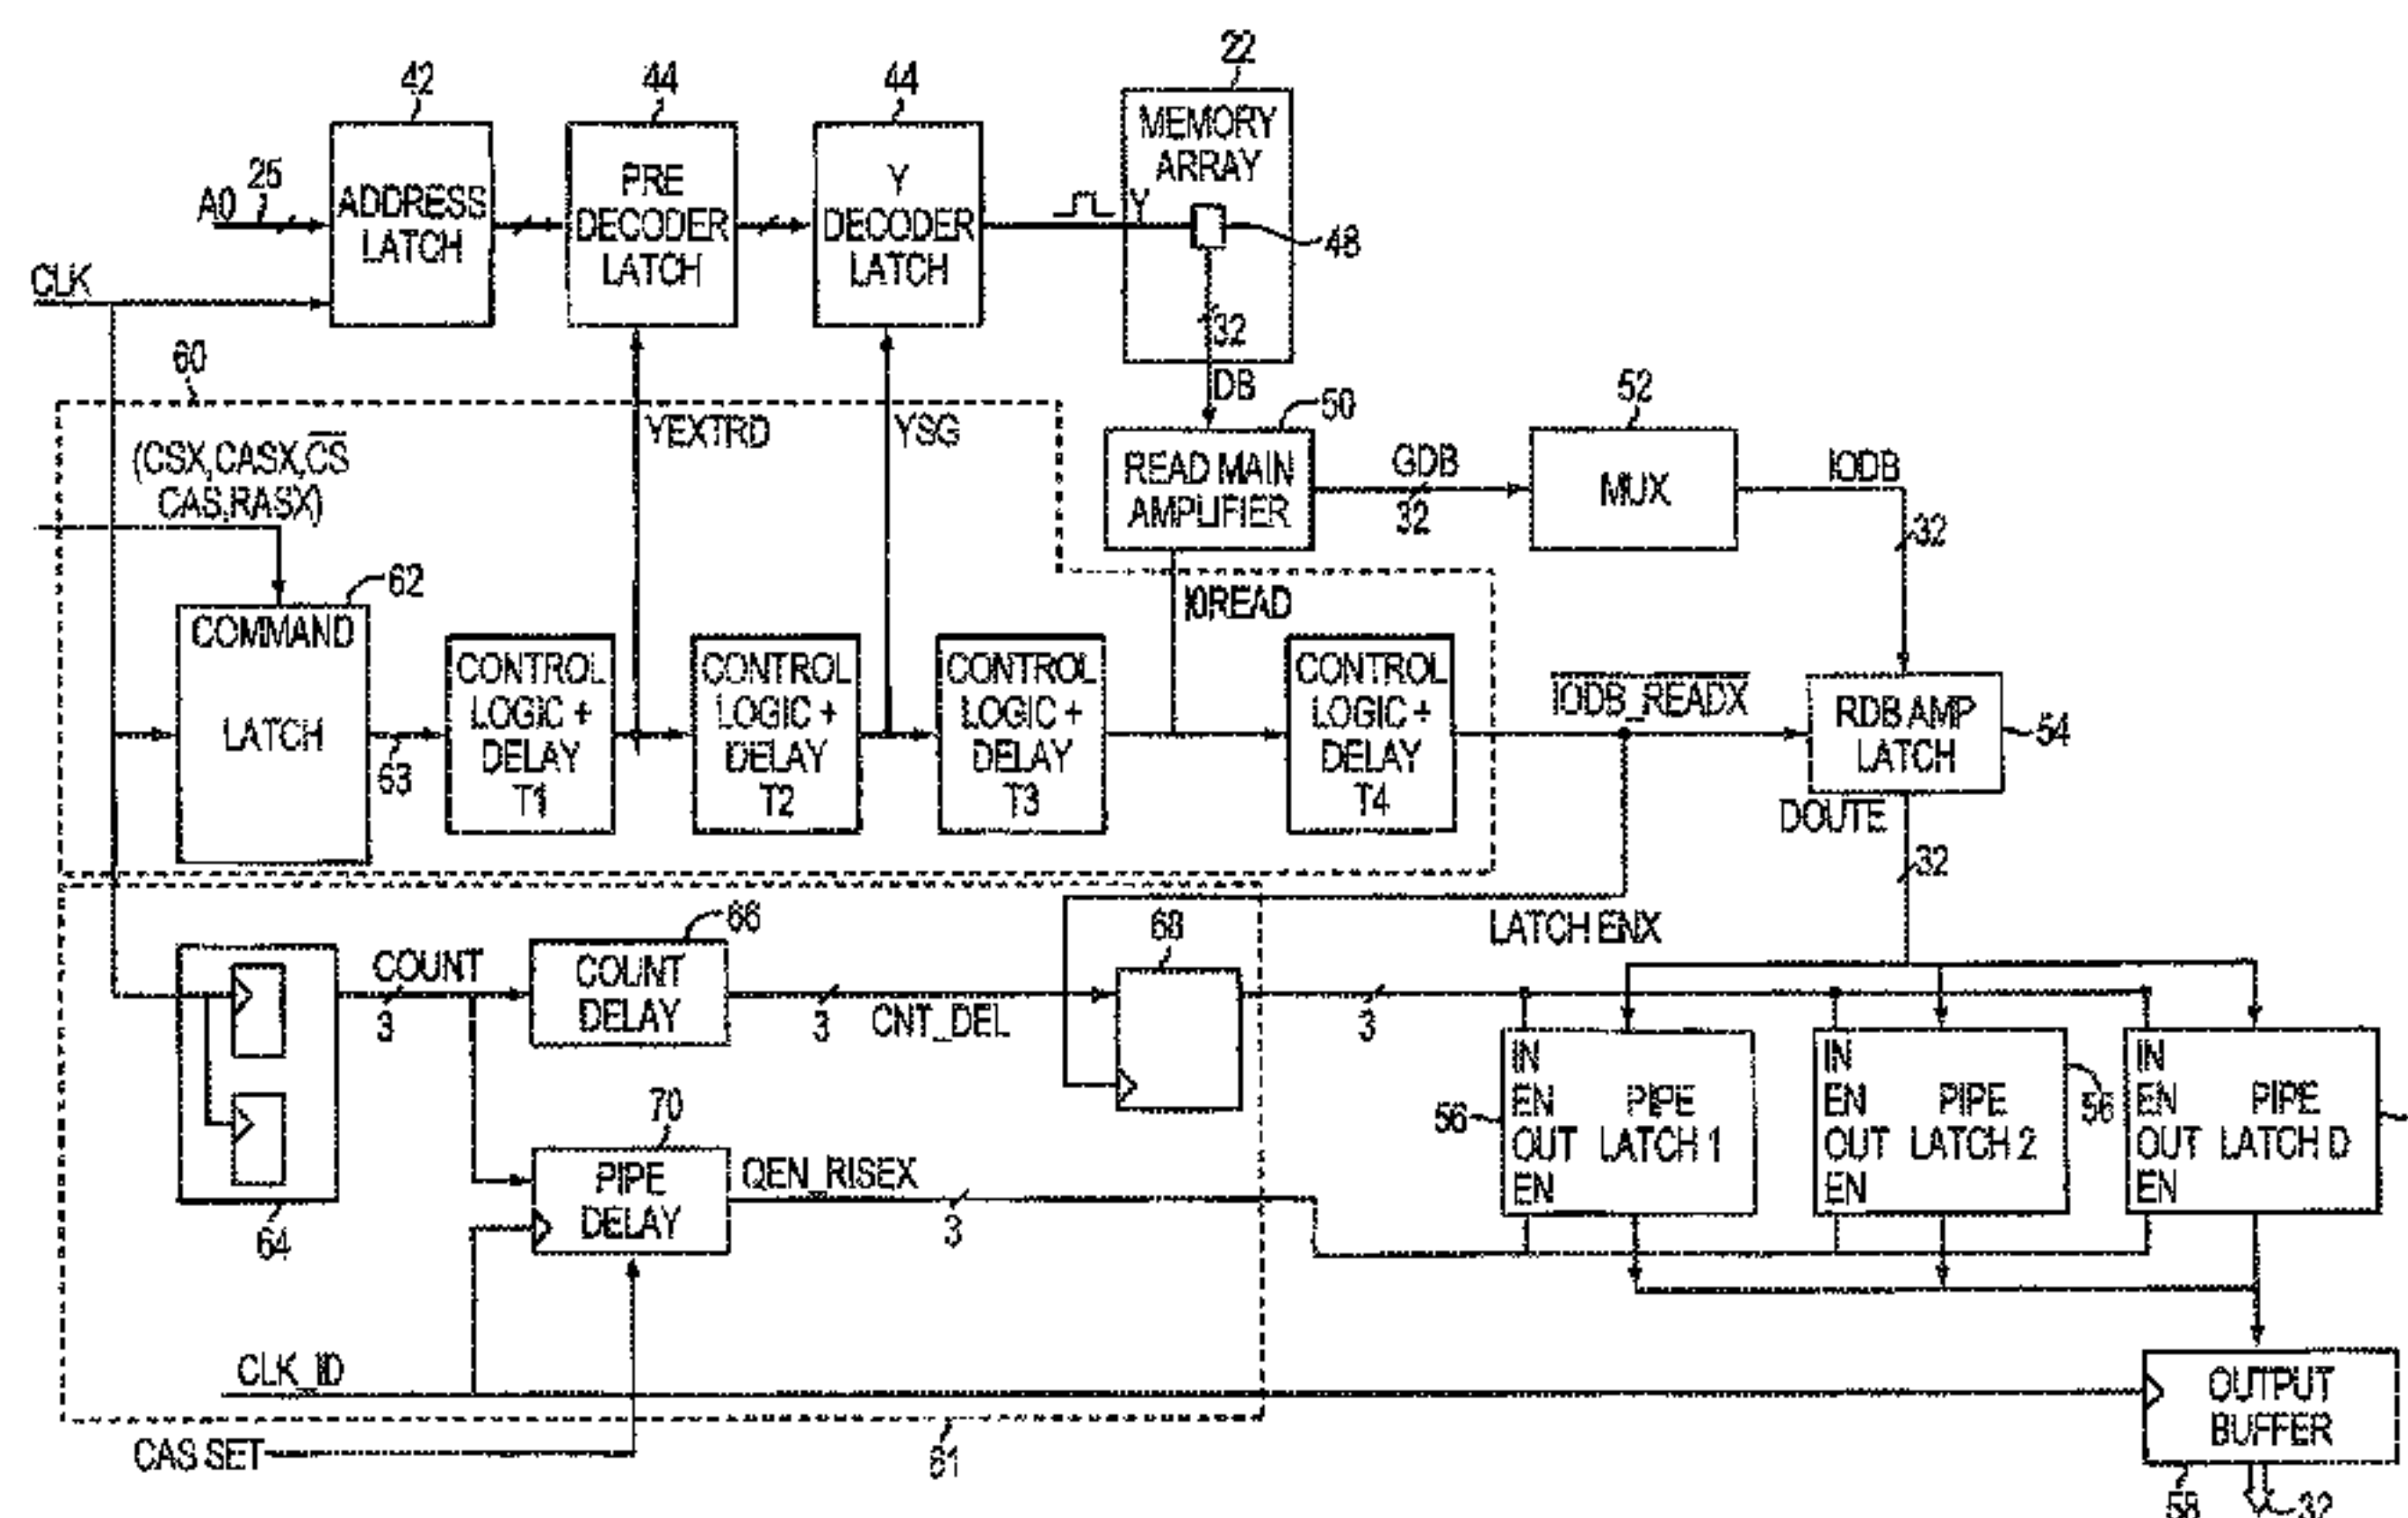 42
44
44
22
A0
25
ADDRESS
LATCH
PRE
DECODER
LATCH
Y
DECODER
LATCH
MEMORY
ARRAY
Y
48
32
DB
CLK
60
YEXTRD
YSG
50
READ MAIN
AMPLIFIER
GDB
32
52
MUX
IODB
32
(CSX,CASX,CS
CAS,RASX)
62
COMMAND
LATCH
63
CONTROL
LOGIC +
DELAY
T1
CONTROL
LOGIC +
DELAY
T2
CONTROL
LOGIC +
DELAY
T3
I0READ
CONTROL
LOGIC +
DELAY
T4
IODB_READX
RDB AMP
LATCH
54
DOUTE
32
64
COUNT
3
66
COUNT
DELAY
3
CNT_DEL
68
LATCH ENX
3
70
PIPE
DELAY
QEN_RISEX
3
56
IN
EN
OUT
EN
PIPE
LATCH 1
IN
EN
OUT
EN
PIPE
LATCH 2
56
IN
EN
OUT
EN
PIPE
LATCH D
CLK_IID
CAS SET
61
OUTPUT
BUFFER
58
32